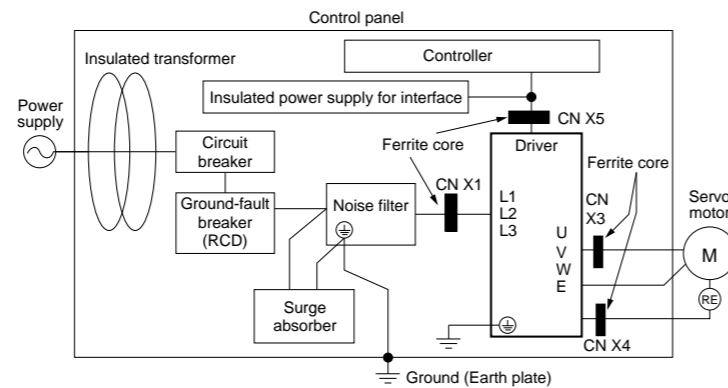 Control panel
Insulated transformer
Controller
Power
supply
Insulated power supply for interface
CN X5
Circuit
breaker
Ferrite core
Driver
Ferrite core
Ground-fault
breaker
(RCD)
Noise filter
CN X1
L1
L2
L3
CN
X3
Servo
motor
U
V
W
E
M
RE
Surge
absorber
CN X4
Ground (Earth plate)